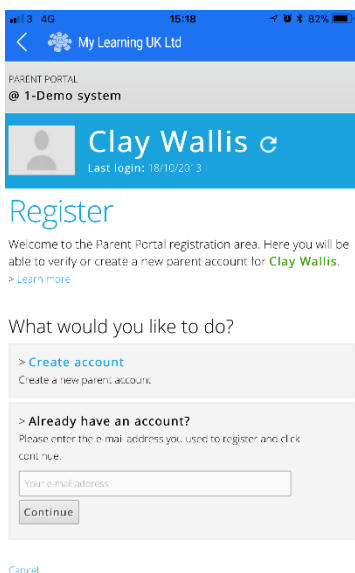 3 4G 15:18 82%
My Learning UK Ltd
PARENT PORTAL
@ 1-Demo system
Clay Wallis
Last login: 18/10/2013
Register
Welcome to the Parent Portal registration area. Here you will be
able to verify or create a new parent account for Clay Wallis.
> Learn more
What would you like to do?
> Create account
Create a new parent account
> Already have an account?
Please enter the e-mail address you used to register and click
continue.
Your e-mail address
Continue
Cancel